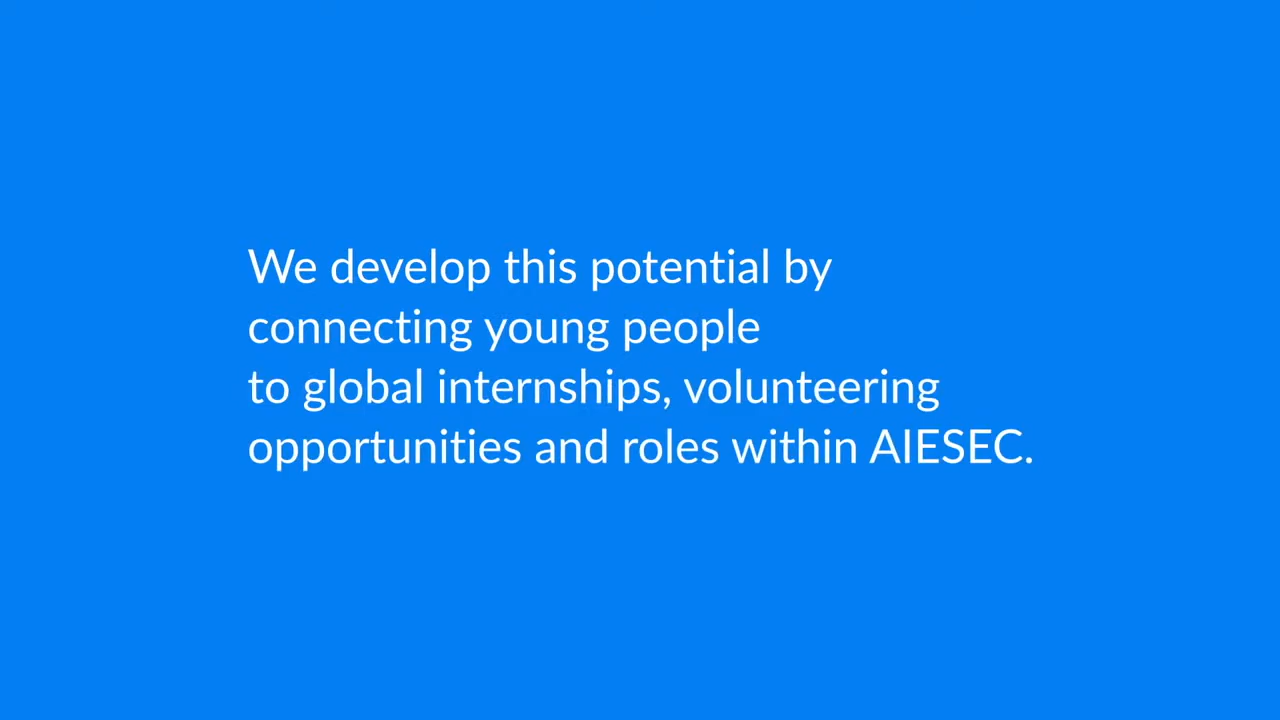 We develop this potential by
connecting young people
to global internships, volunteering
opportunities and roles within AIESEC.